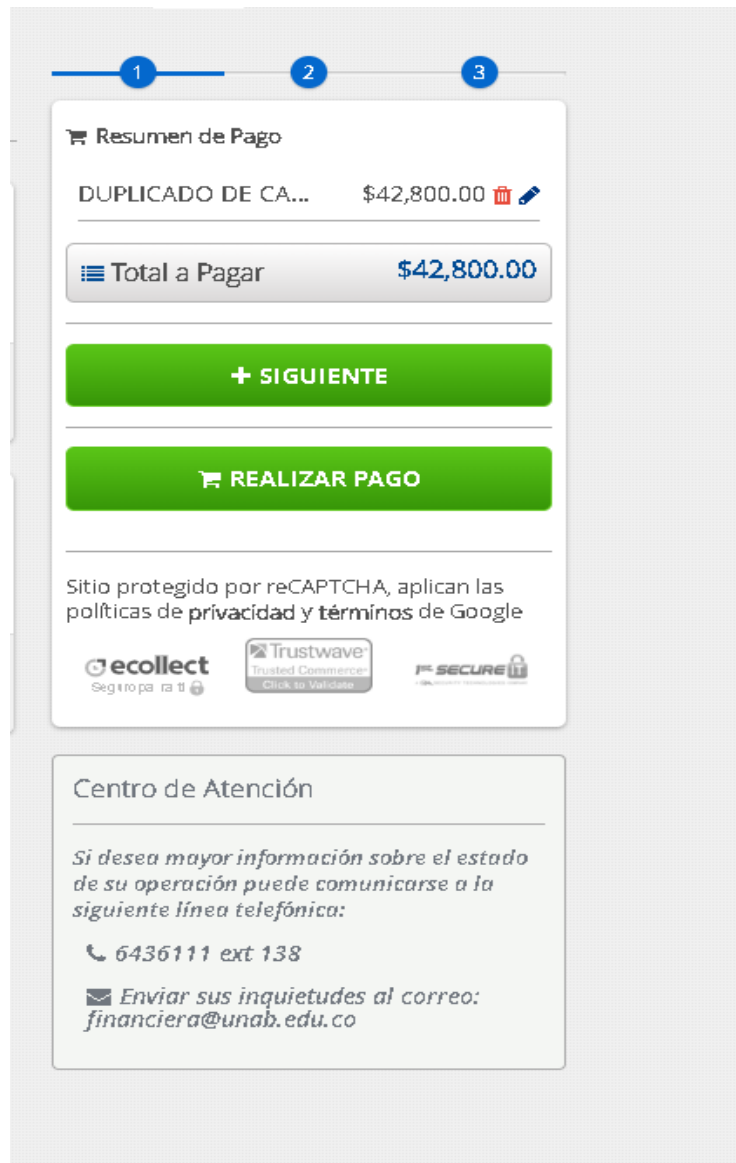 1 2 3
Resumen de Pago
DUPLICADO DE CA... $42,800.00
Total a Pagar $42,800.00
+ SIGUIENTE
REALIZAR PAGO
Sitio protegido por reCAPTCHA, aplican las
políticas de privacidad y términos de Google
ecollect
Seguro para ti
Trustwave
Trusted Commerce
Click to Validate
SECURE
Centro de Atención
Si desea mayor información sobre el estado
de su operación puede comunicarse a la
siguiente línea telefónica:
6436111 ext 138
Enviar sus inquietudes al correo:
financiera@unab.edu.co